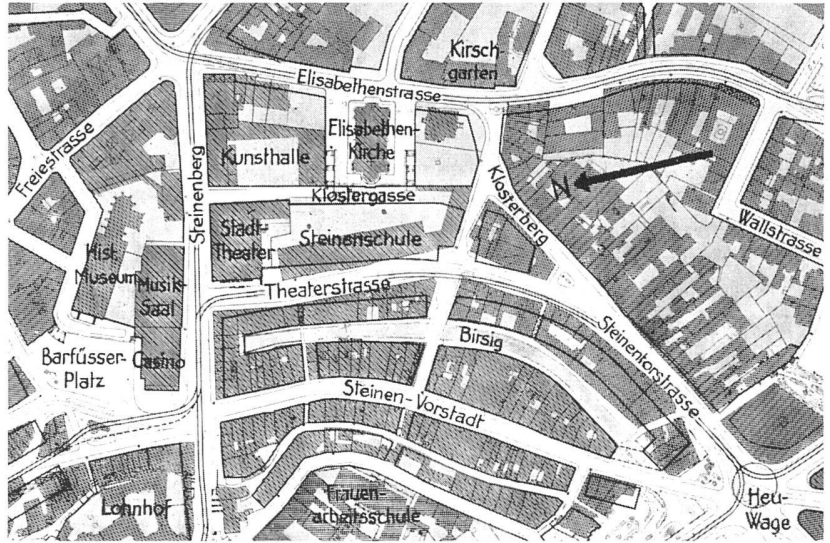 Kirsch-
garten
Elisabethenstrasse
Freiestrasse
Steinenberg
Kunsthalle
Elisabethen-
Kirche
N
Klosterberg
Wallstrasse
Klostergasse
Stadt-
Theater
Steinenschule
Hist.
Museum
Musik-
Saal
Theaterstrasse
Birsig
Steinentorstrasse
Barfüsser-
Platz
Casino
Steinen-Vorstadt
Lohnhof
Frauen-
arbeitsschule
Heu-
Wage